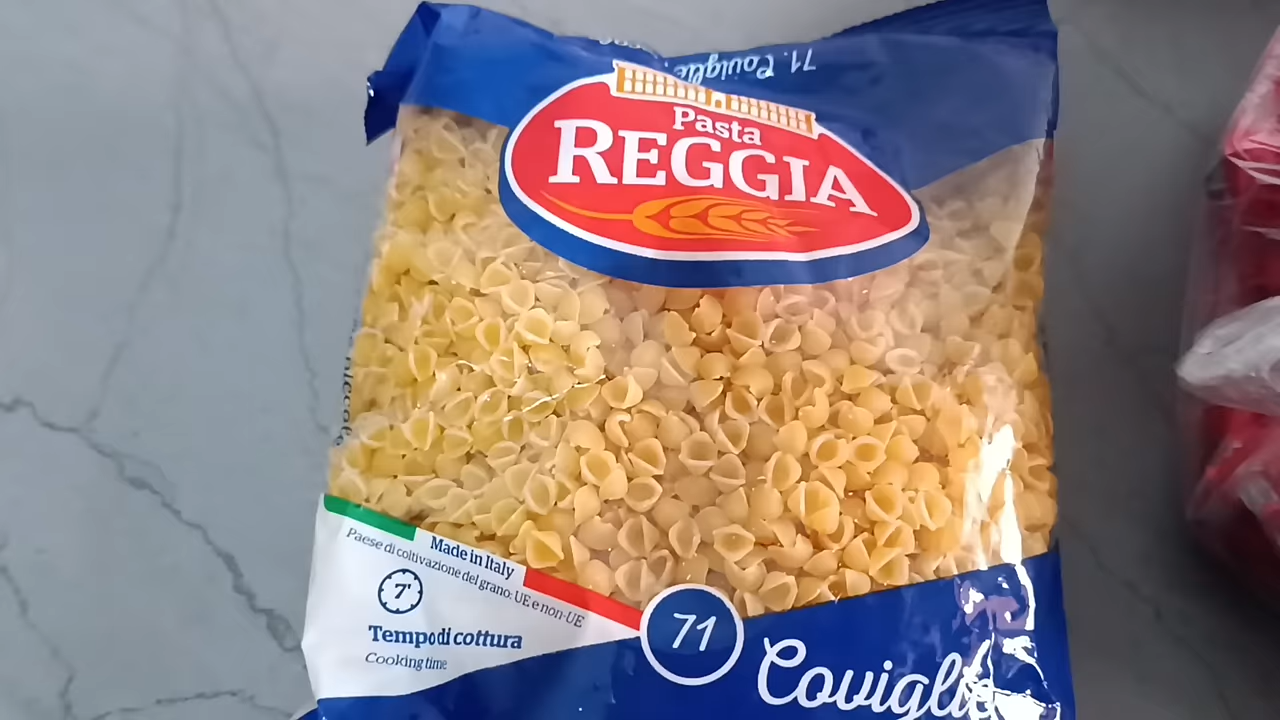 71. Coviglie
Pasta
REGGIA
Made in Italy
Paese di coltivazione del grano: UE e non-UE
7'
Tempo di cottura
Cooking time
71
Coviglie